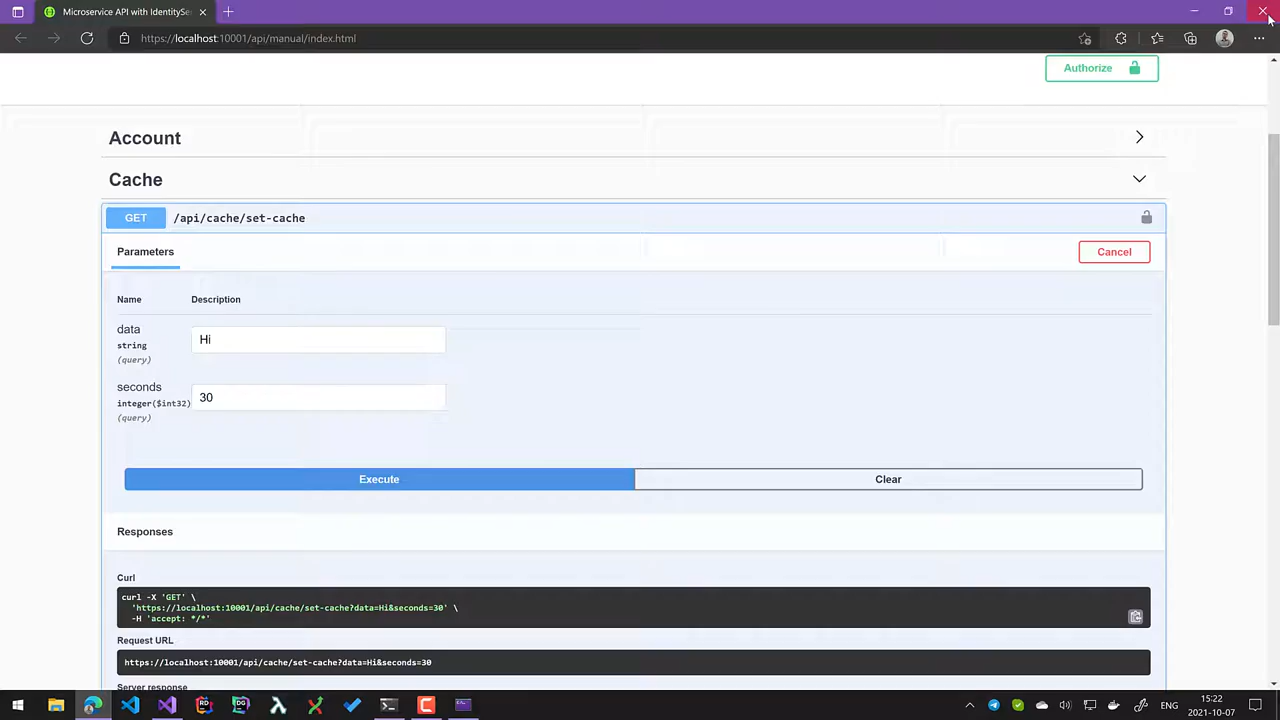 Microservice API with IdentitySe
https://localhost:10001/api/manual/index.html
Authorize
Account
Cache
GET /api/cache/set-cache
Parameters
Cancel
Name Description
data
string
(query)
Hi
seconds
integer($int32)
(query)
30
Execute Clear
Responses
Curl
curl -X 'GET' \
'https://localhost:10001/api/cache/set-cache?data=Hi&seconds=30' \
-H 'accept: */*'
Request URL
https://localhost:10001/api/cache/set-cache?data=Hi&seconds=30
Server response
ENG
15:22
2021-10-07